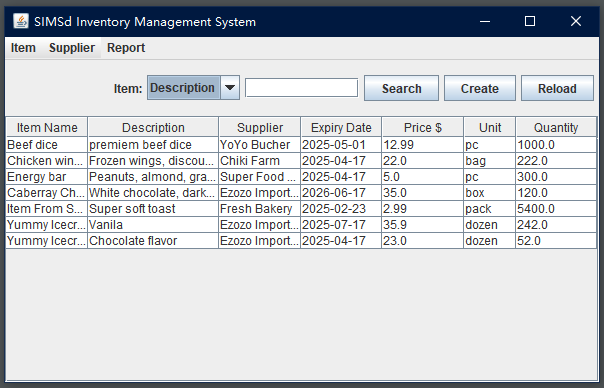 SIMSd Inventory Management System
Item Supplier Report
Item: Description Search Create Reload
Item Name Description Supplier Expiry Date Price $ Unit Quantity
Beef dice premiem beef dice YoYo Bucher 2025-05-01 12.99 pc 1000.0
Chicken win... Frozen wings, discou... Chiki Farm 2025-04-17 22.0 bag 222.0
Energy bar Peanuts, almond, gra... Super Food ... 2025-04-17 5.0 pc 300.0
Caberray Ch... White chocolate, dark... Ezozo Import... 2026-06-17 35.0 box 120.0
Item From S... Super soft toast Fresh Bakery 2025-02-23 2.99 pack 5400.0
Yummy Icecr... Vanila Ezozo Import... 2025-07-17 35.9 dozen 242.0
Yummy Icecr... Chocolate flavor Ezozo Import... 2025-04-17 23.0 dozen 52.0